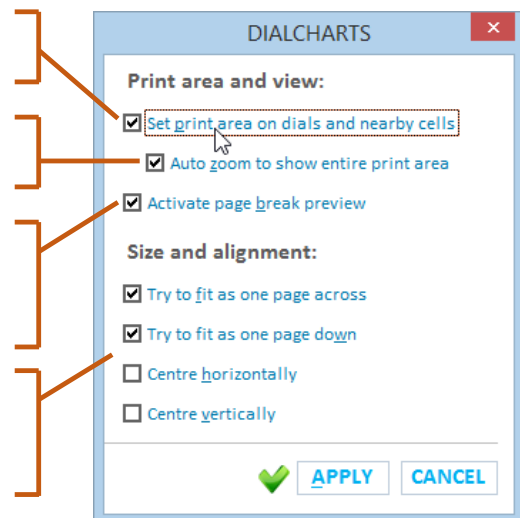 DIALCHARTS
x
Print area and view:
Set print area on dials and nearby cells
Auto zoom to show entire print area
Activate page break preview
Size and alignment:
Try to fit as one page across
Try to fit as one page down
Centre horizontally
Centre vertically
APPLY CANCEL